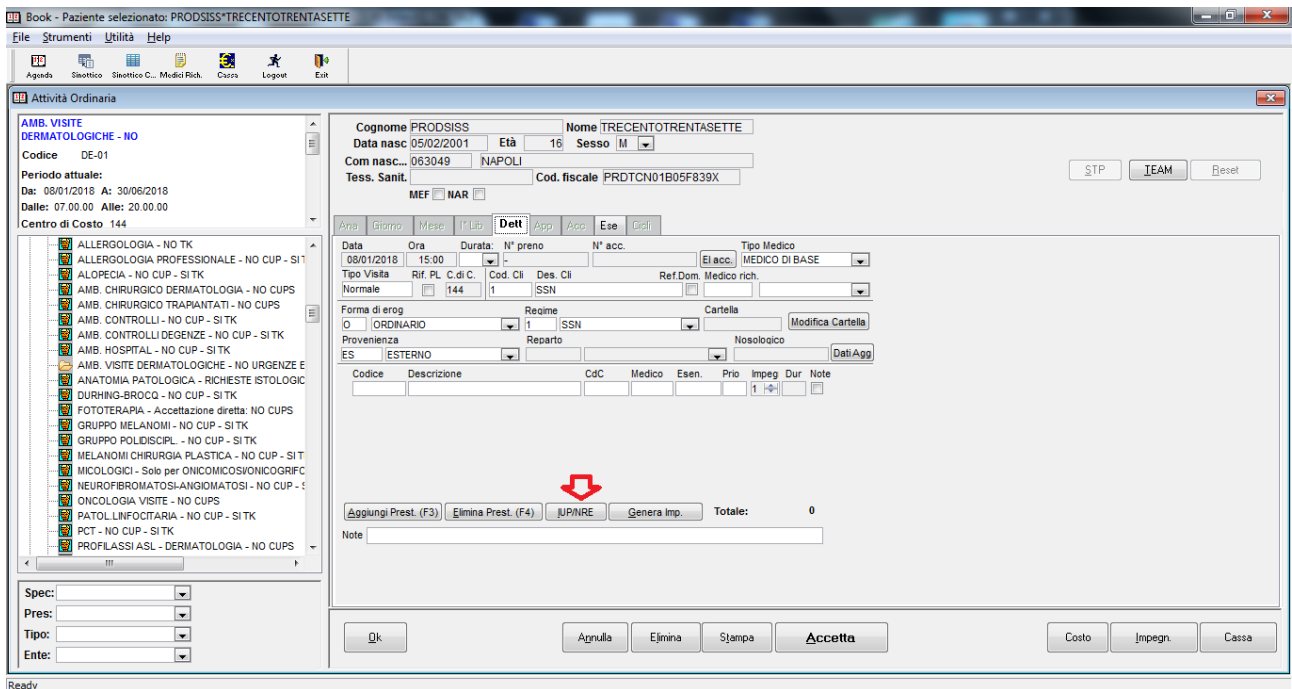 Book - Paziente selezionato: PRODSISS*TRECENTOTRENTASETTE
File Strumenti Utilità Help
Agenda Sinottico Sinottico C... Medici Rich. Cassa Logout Exit
Attività Ordinaria
AMB. VISITE
DERMATOLOGICHE - NO
Codice DE-01
Periodo attuale:
Da: 08/01/2018 A: 30/06/2018
Dalle: 07.00.00 Alle: 20.00.00
Centro di Costo 144
ALLERGOLOGIA - NO TK
ALLERGOLOGIA PROFESSIONALE - NO CUP - SI T
ALOPECIA - NO CUP - SI TK
AMB. CHIRURGICO DERMATOLOGIA - NO CUPS
AMB. CHIRURGICO TRAPIANTATI - NO CUPS
AMB. CONTROLLI - NO CUP - SI TK
AMB. CONTROLLI DEGENZE - NO CUP - SI TK
AMB. HOSPITAL - NO CUP - SI TK
AMB. VISITE DERMATOLOGICHE - NO URGENZE E
ANATOMIA PATOLOGICA - RICHIESTE ISTOLOGIC
DURHING-BROCQ - NO CUP - SI TK
FOTOTERAPIA - Accettazione diretta: NO CUPS
GRUPPO MELANOMI - NO CUP - SI TK
GRUPPO POLIDISCIPL. - NO CUP - SI TK
MELANOMI CHIRURGIA PLASTICA - NO CUP - SI T
MICOLOGICI - Solo per ONICOMICOSI/ONICOGRIFC
NEUROFIBROMATOSI-ANGIOMATOSI - NO CUP - S
ONCOLOGIA VISITE - NO CUPS
PATOL.LINFOCITARIA - NO CUP - SI TK
PCT - NO CUP - SI TK
PROFILASSI ASL - DERMATOLOGIA - NO CUPS
Spec:
Pres:
Tipo:
Ente:
Cognome PRODSISS Nome TRECENTOTRENTASETTE
Data nasc 05/02/2001 Età 16 Sesso M
Com nasc... 063049 NAPOLI
Tess. Sanit. Cod. fiscale PRDTCN01B05F839X
MEF NAR
STP TEAM Reset
Ana Giorno Mese I° Lib Dett App Acc Ese Cicli
Data Ora Durata: N° preno N° acc. Tipo Medico
08/01/2018 15:00 - El acc. MEDICO DI BASE
Tipo Visita Rif. PL C.di C. Cod. Cli Des. Cli Ref.Dom. Medico rich.
Normale 144 1 SSN
Forma di erog Regime Cartella
O ORDINARIO 1 SSN Modifica Cartella
Provenienza Reparto Nosologico
ES ESTERNO Dati Agg
Codice Descrizione CdC Medico Esen. Prio Impeg Dur Note
1
Aggiungi Prest. (F3) Elimina Prest. (F4) IUP/NRE Genera Imp. Totale: 0
Note
Ok Annulla Elimina Stampa Accetta Costo Impegn. Cassa
Ready